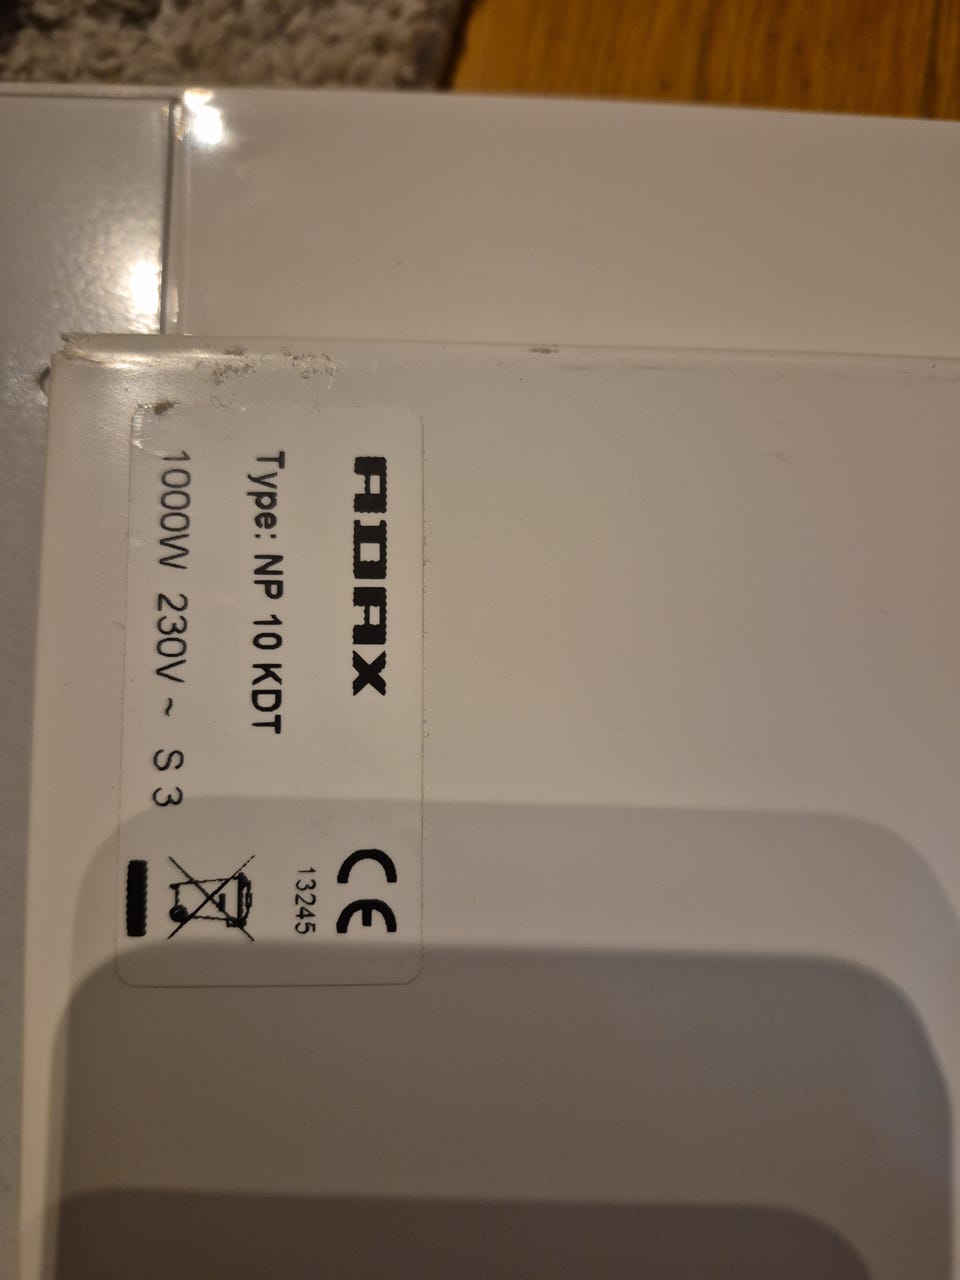 ADAX
Type: NP 10 KDT
1000W 230V ~ S 3
CE
13245